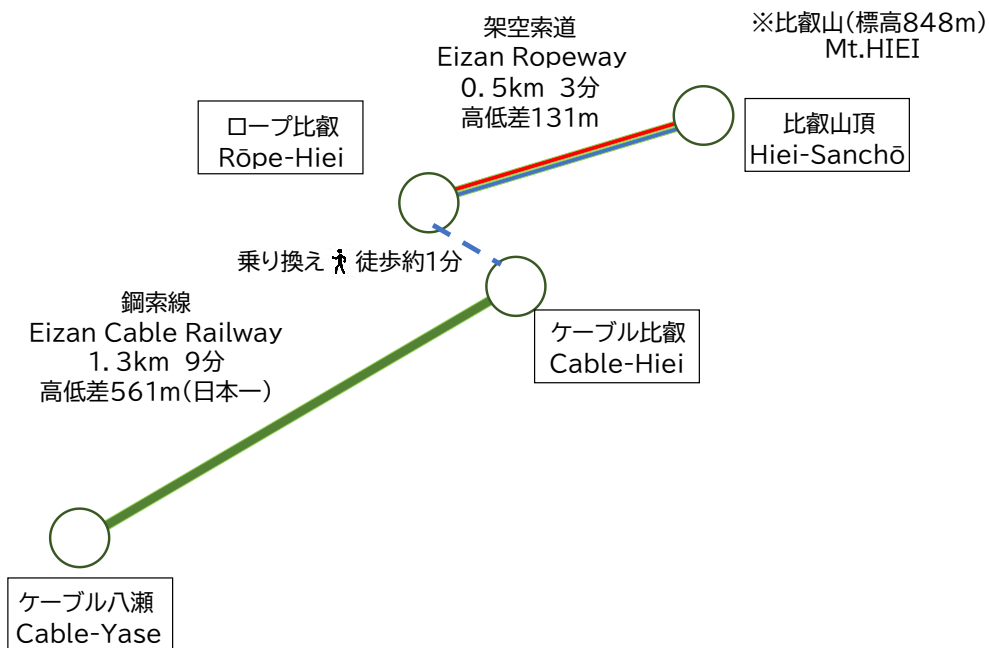 架空索道
Eizan Ropeway
0.5km 3分
高低差131m
※比叡山(標高848m)
Mt.HIEI
ロープ比叡
Rōpe-Hiei
比叡山頂
Hiei-Sanchō
乗り換え 徒歩約1分
鋼索線
Eizan Cable Railway
1.3km 9分
高低差561m(日本一)
ケーブル比叡
Cable-Hiei
ケーブル八瀬
Cable-Yase